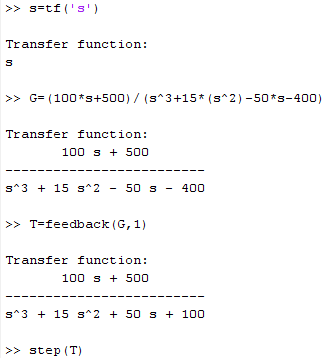 >> s=tf('s')
Transfer function:
s
>> G=(100*s+500)/(s^3+15*(s^2)-50*s-400)
Transfer function:
100 s + 500
-------------------------
s^3 + 15 s^2 - 50 s - 400
>> T=feedback(G,1)
Transfer function:
100 s + 500
-------------------------
s^3 + 15 s^2 + 50 s + 100
>> step(T)